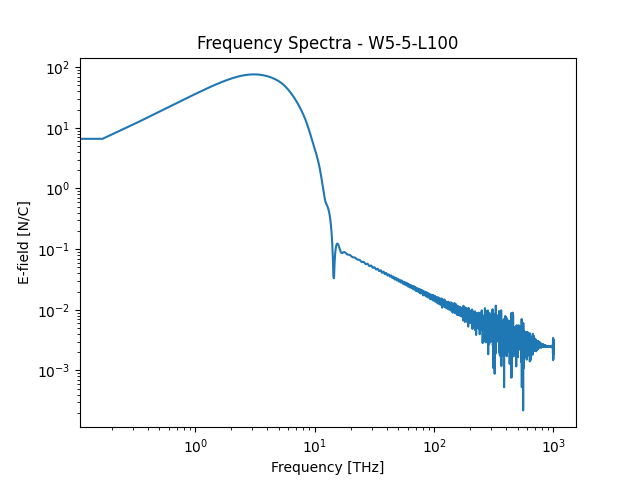 Frequency Spectra - W5-5-L100
E-field [N/C]
10²
10¹
10⁰
10⁻¹
10⁻²
10⁻³
10⁰ 10¹ 10² 10³
Frequency [THz]